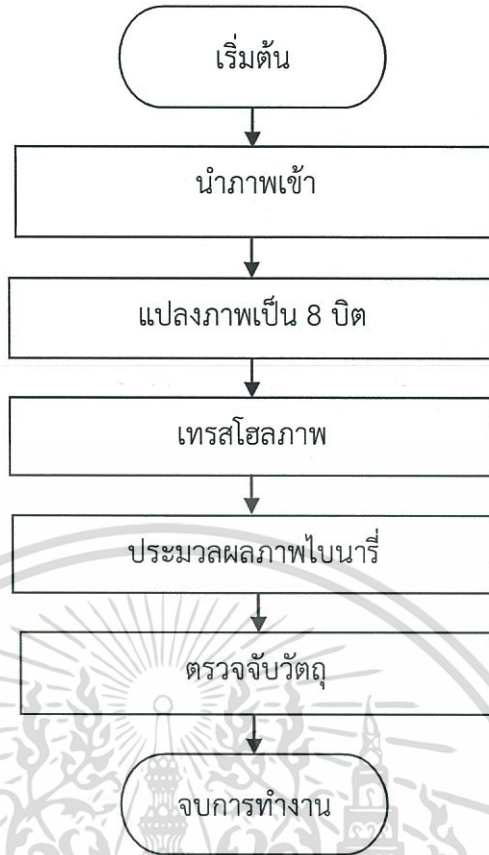 เริ่มต้น
นำภาพเข้า
แปลงภาพเป็น 8 บิต
เทรสโฮลภาพ
ประมวลผลภาพไบนารี่
ตรวจจับวัตถุ
จบการทำงาน